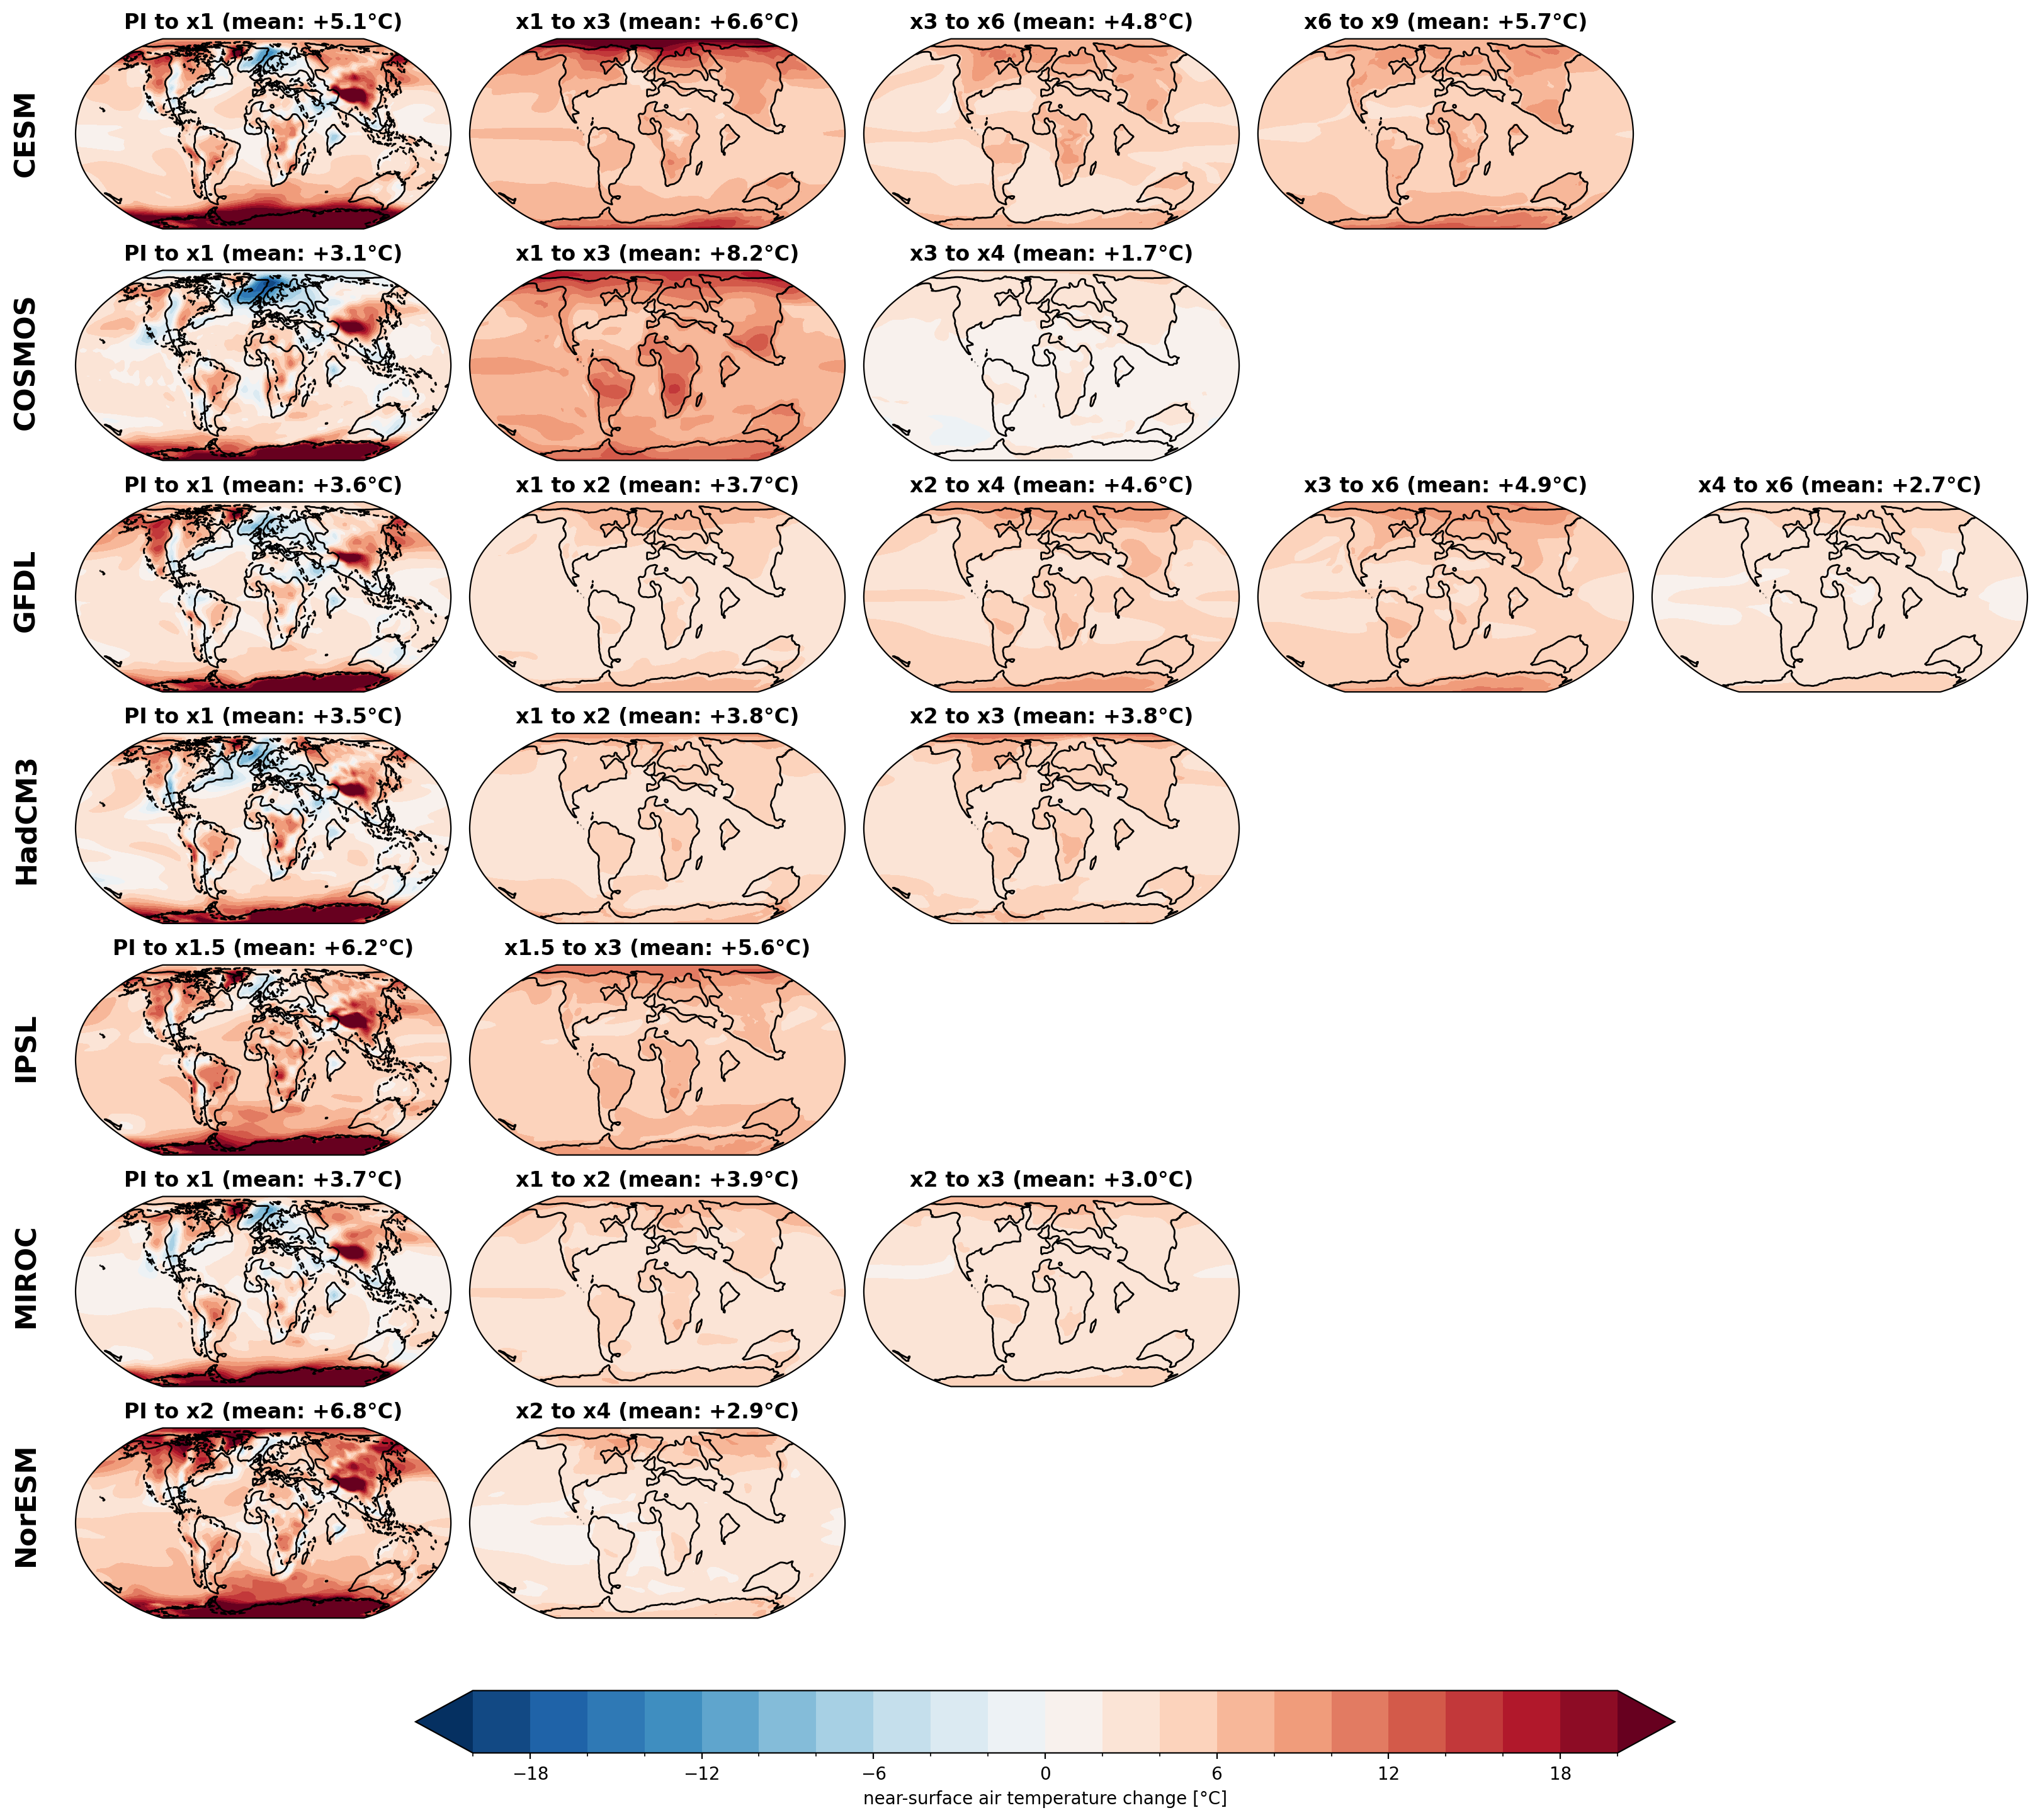 PI to x1 (mean: +5.1°C)
x1 to x3 (mean: +6.6°C)
x3 to x6 (mean: +4.8°C)
x6 to x9 (mean: +5.7°C)
CESM
PI to x1 (mean: +3.1°C)
x1 to x3 (mean: +8.2°C)
x3 to x4 (mean: +1.7°C)
COSMOS
PI to x1 (mean: +3.6°C)
x1 to x2 (mean: +3.7°C)
x2 to x4 (mean: +4.6°C)
x3 to x6 (mean: +4.9°C)
x4 to x6 (mean: +2.7°C)
GFDL
PI to x1 (mean: +3.5°C)
x1 to x2 (mean: +3.8°C)
x2 to x3 (mean: +3.8°C)
HadCM3
PI to x1.5 (mean: +6.2°C)
x1.5 to x3 (mean: +5.6°C)
IPSL
PI to x1 (mean: +3.7°C)
x1 to x2 (mean: +3.9°C)
x2 to x3 (mean: +3.0°C)
MIROC
PI to x2 (mean: +6.8°C)
x2 to x4 (mean: +2.9°C)
NorESM
−18 −12 −6 0 6 12 18
near-surface air temperature change [°C]